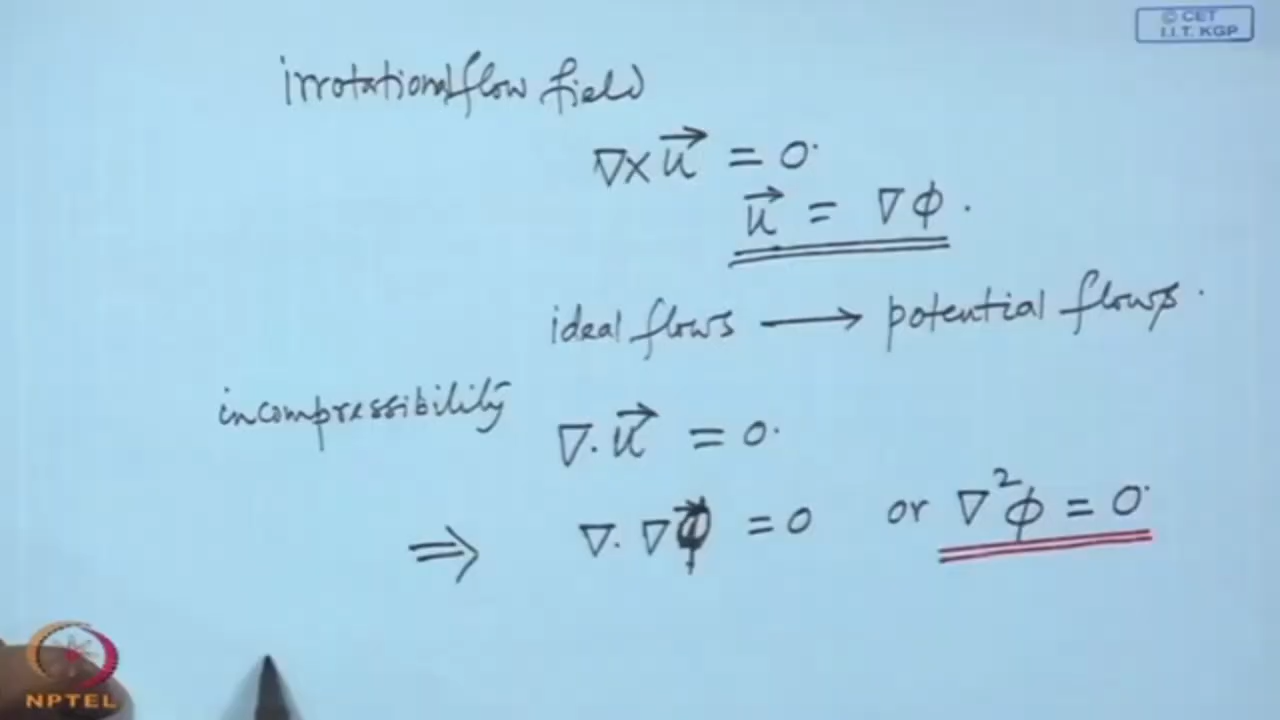 © CET
I.I.T. KGP
irrotational flow field
∇×u⃗ = 0.
u⃗ = ∇ϕ.
ideal flows ⟶ potential flows.
incompressibility
∇.u⃗ = 0.
⇒ ∇.∇ϕ = 0 or ∇²ϕ = 0.
NPTEL